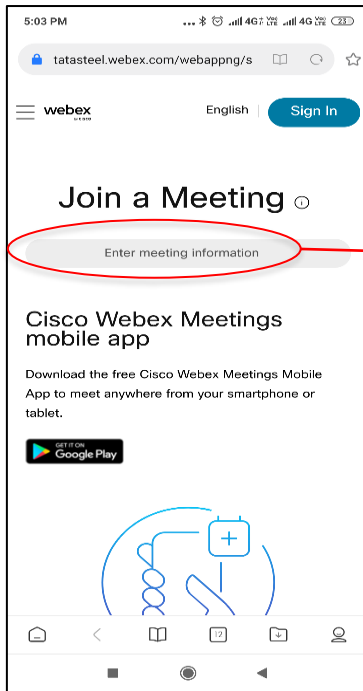 5:03 PM ... 4G 4G 23
tatasteel.webex.com/webappng/s
webex English Sign In
Join a Meeting
Enter meeting information
Cisco Webex Meetings
mobile app
Download the free Cisco Webex Meetings Mobile
App to meet anywhere from your smartphone or
tablet.
GET IT ON
Google Play
12